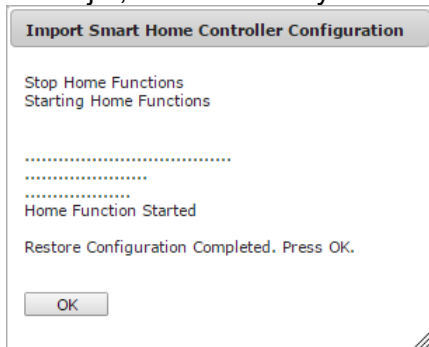 Import Smart Home Controller Configuration
Stop Home Functions
Starting Home Functions
......................................
.......................
....................
Home Function Started
Restore Configuration Completed. Press OK.
OK